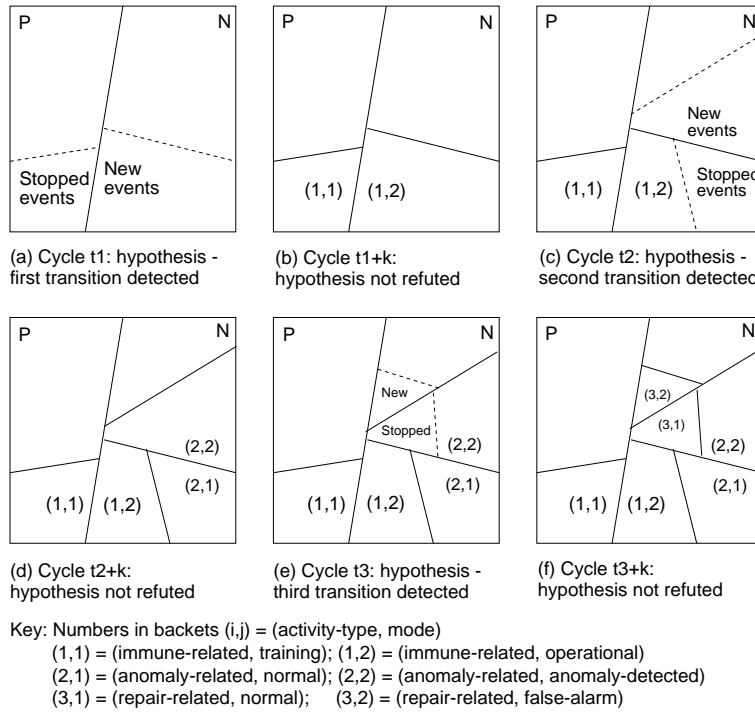 P N
Stopped events
New events
(a) Cycle t1: hypothesis -
first transition detected
P N
(1,1) (1,2)
(b) Cycle t1+k:
hypothesis not refuted
P N
New events
(1,1) (1,2)
Stopped events
(c) Cycle t2: hypothesis -
second transition detected
P N
(2,2)
(2,1)
(1,1) (1,2)
(d) Cycle t2+k:
hypothesis not refuted
P N
New
Stopped
(2,2)
(2,1)
(1,1) (1,2)
(e) Cycle t3: hypothesis -
third transition detected
P N
(3,2)
(3,1)
(2,2)
(2,1)
(1,1) (1,2)
(f) Cycle t3+k:
hypothesis not refuted
Key: Numbers in backets (i,j) = (activity-type, mode)
(1,1) = (immune-related, training); (1,2) = (immune-related, operational)
(2,1) = (anomaly-related, normal); (2,2) = (anomaly-related, anomaly-detected)
(3,1) = (repair-related, normal); (3,2) = (repair-related, false-alarm)